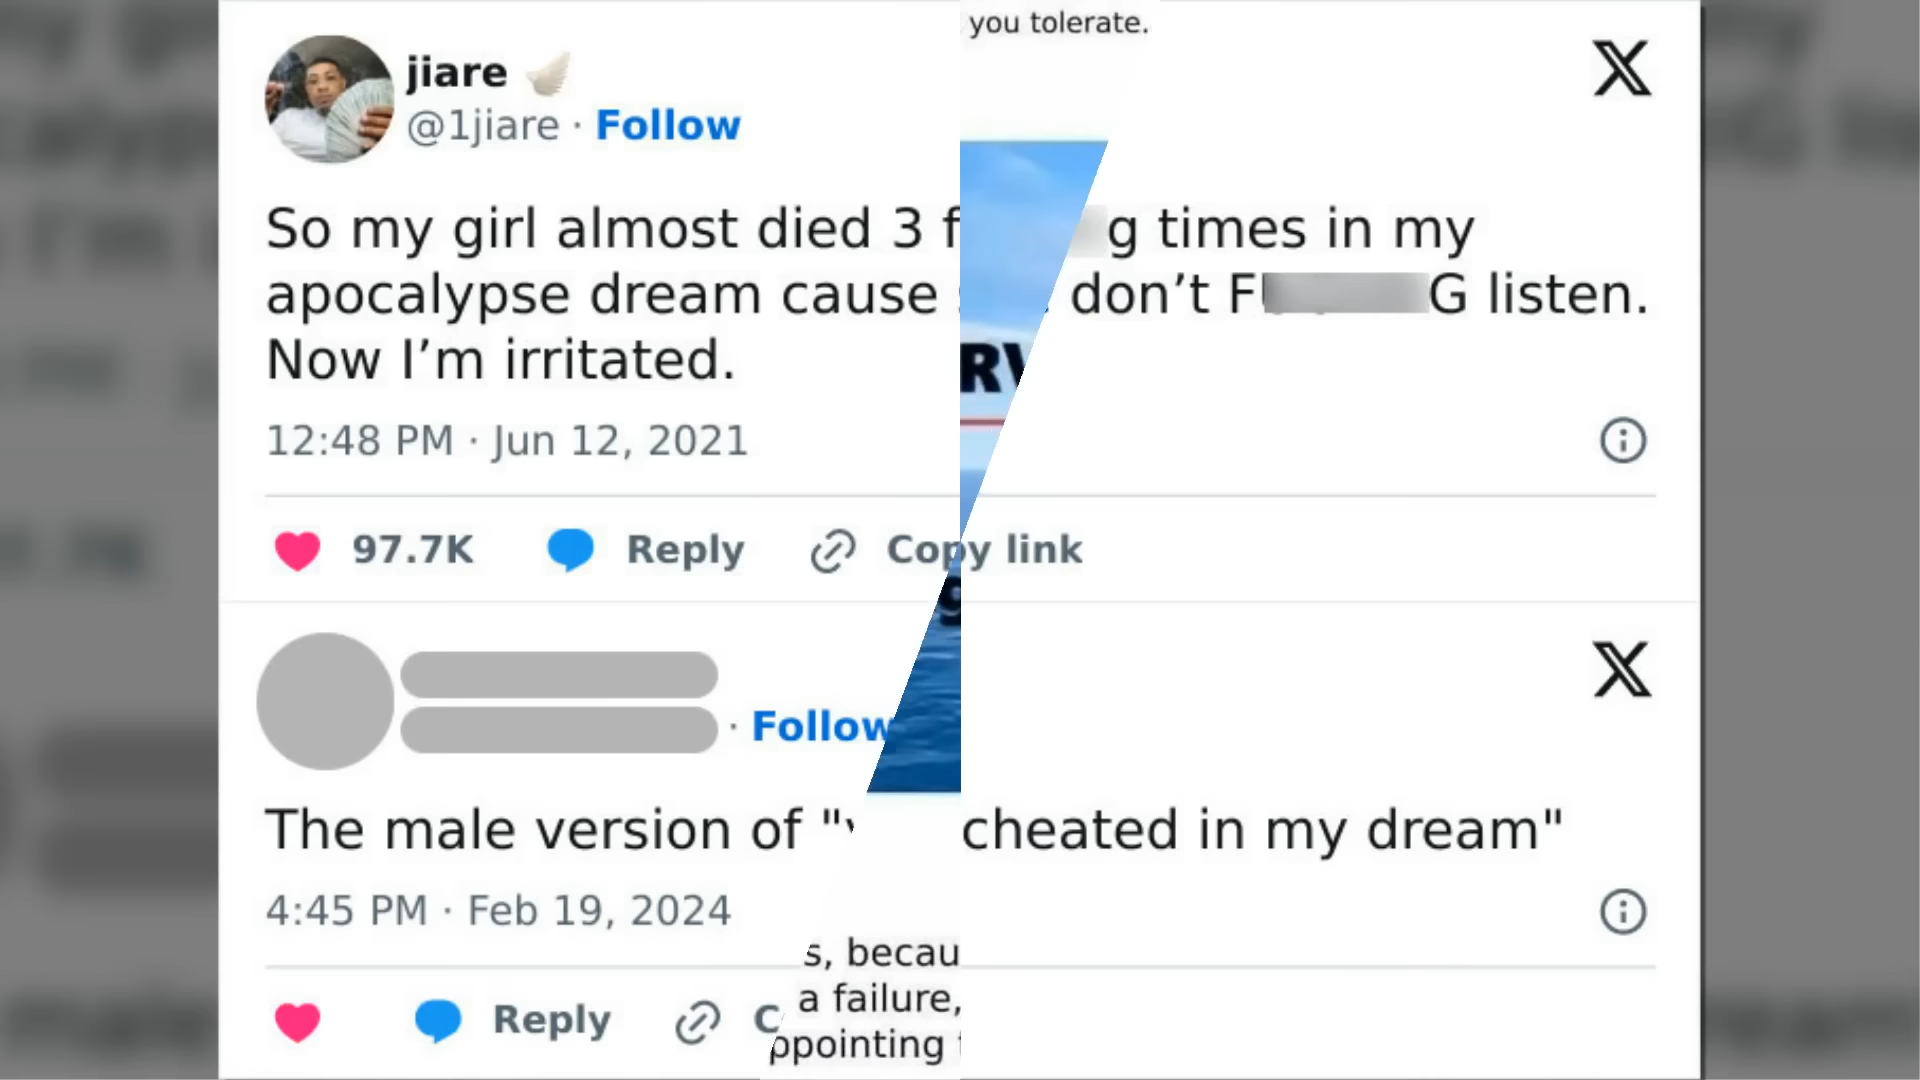 you tolerate.
jiare
@1jiare · Follow
So my girl almost died 3 f g times in my
apocalypse dream cause don’t F G listen.
Now I’m irritated.
12:48 PM · Jun 12, 2021
97.7K Reply Copy link
· Follow
The male version of " cheated in my dream"
4:45 PM · Feb 19, 2024
s, becau
a failure,
Reply C
ppointing